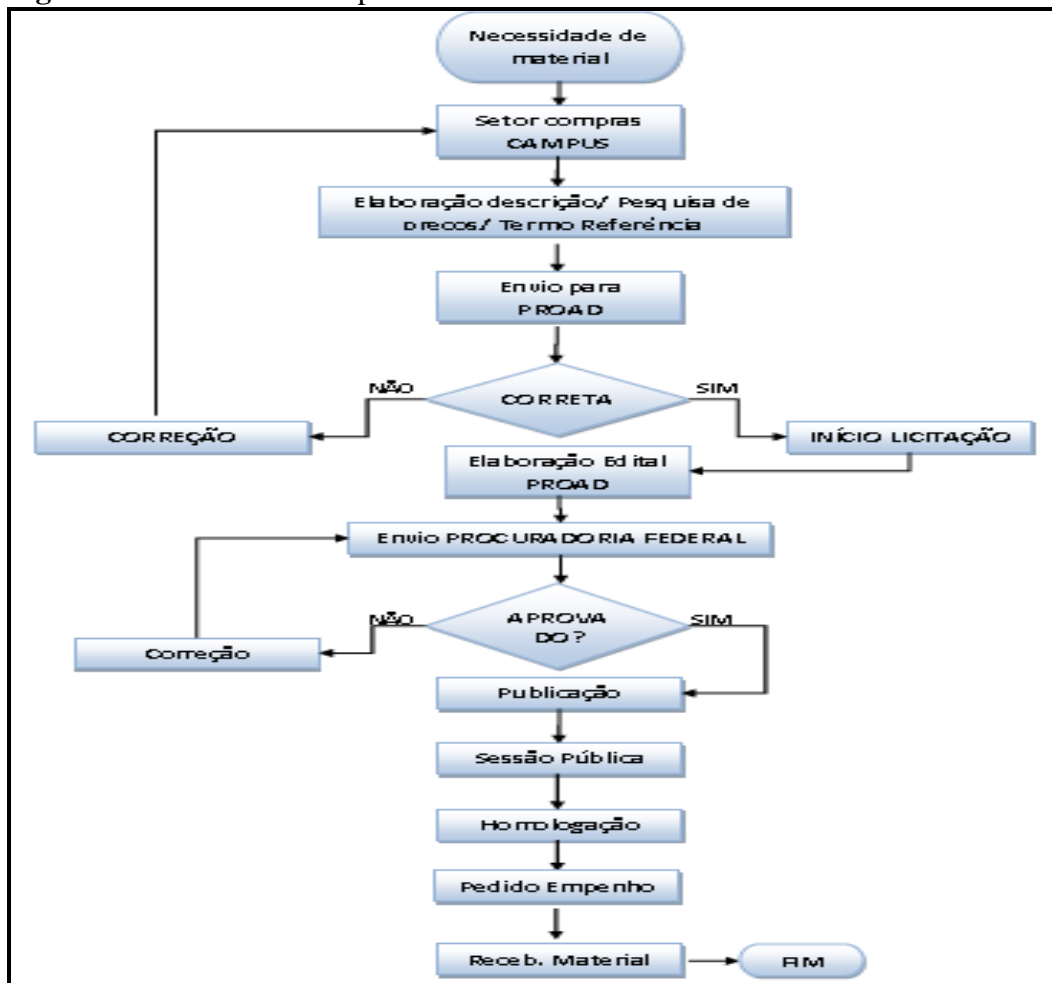 Necessidade de
material
Setor compras
CAMPUS
Elaboração descrição/ Pesquisa de
precos/ Termo Referência
Envio para
PROAD
NÃO
CORRETA
SIM
CORREÇÃO
INÍCIO LICITAÇÃO
Elaboração Edital
PROAD
Envio PROCURADORIA FEDERAL
NÃO
APROVA
DO?
SIM
Correção
Publicação
Sessão Pública
Homologação
Pedido Empenho
Receb. Material
FIM